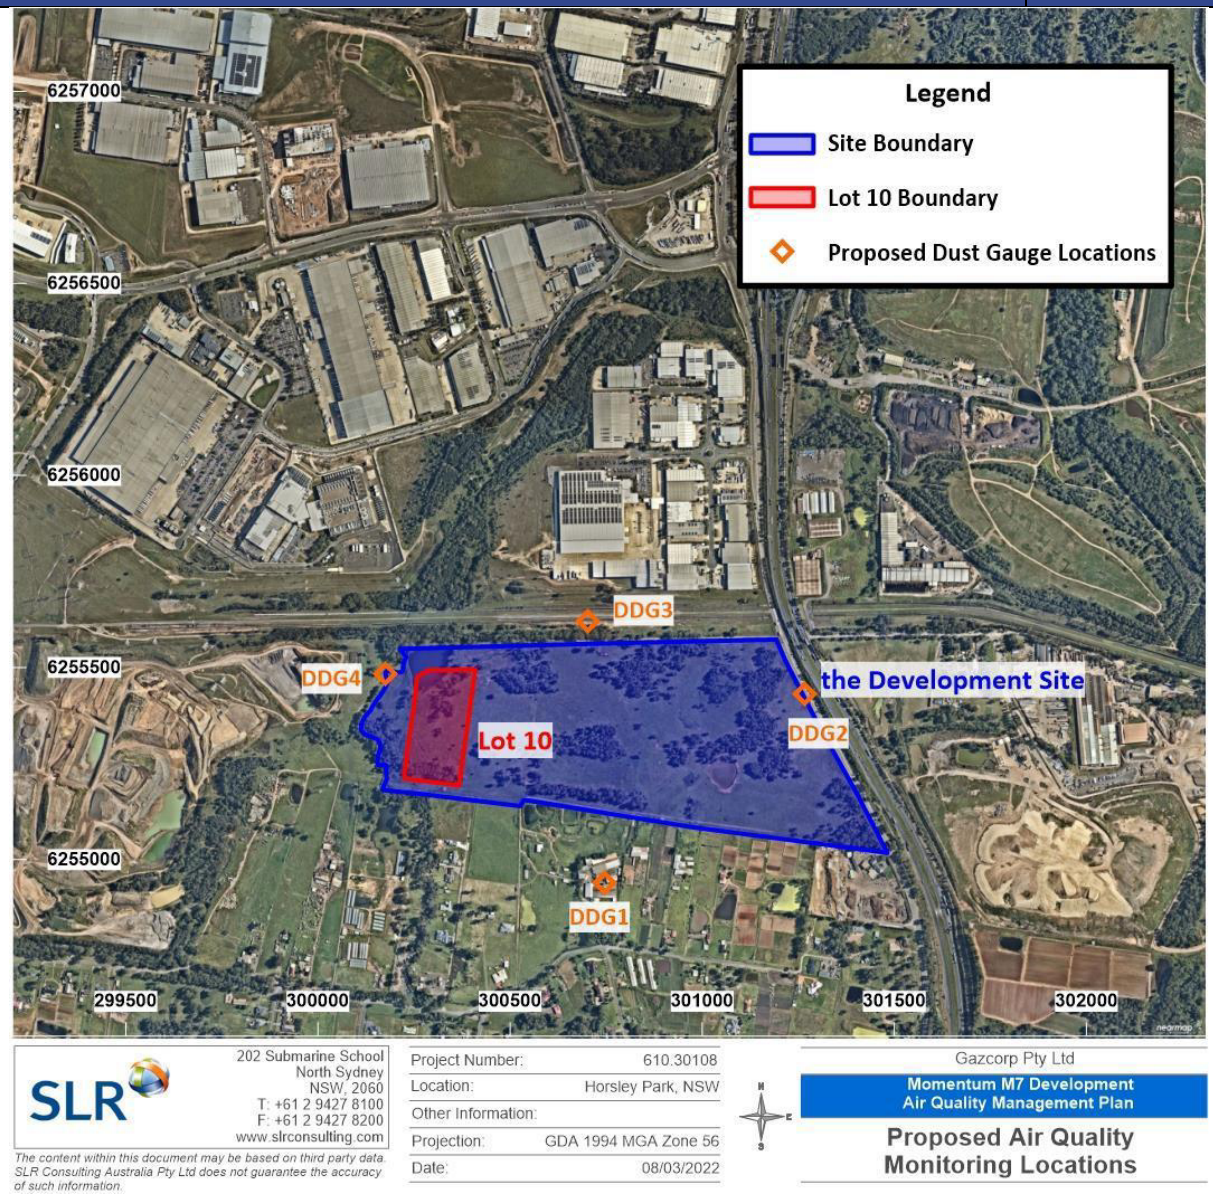 Legend
Site Boundary
Lot 10 Boundary
Proposed Dust Gauge Locations
6257000
6256500
6256000
6255500
6255000
DDG3
DDG4
the Development Site
DDG2
Lot 10
DDG1
299500
300000
300500
301000
301500
302000
nearmap
SLR
202 Submarine School
North Sydney
NSW, 2060
T: +61 2 9427 8100
F: +61 2 9427 8200
www.slrconsulting.com
The content within this document may be based on third party data.
SLR Consulting Australia Pty Ltd does not guarantee the accuracy
of such information.
Project Number: 610.30108
Location: Horsley Park, NSW
Other Information:
Projection: GDA 1994 MGA Zone 56
Date: 08/03/2022
N
E
S
Gazcorp Pty Ltd
Momentum M7 Development
Air Quality Management Plan
Proposed Air Quality
Monitoring Locations